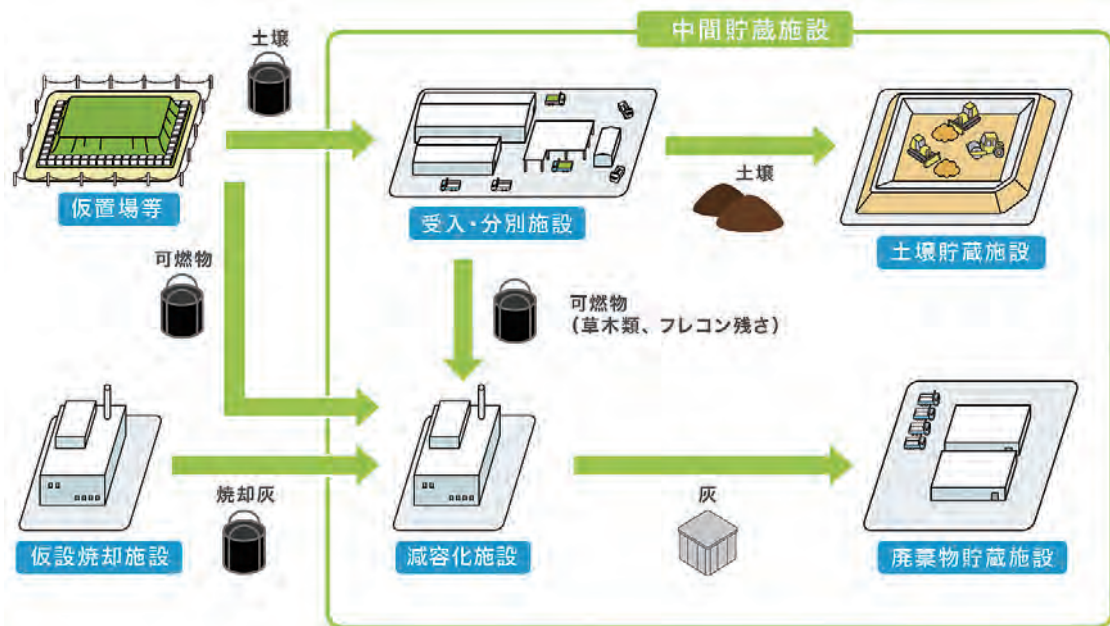 中間貯蔵施設
土壌
仮置場等
受入・分別施設
土壌
土壌貯蔵施設
可燃物
可燃物
（草木類、フレコン残さ）
焼却灰
灰
仮設焼却施設
減容化施設
廃棄物貯蔵施設